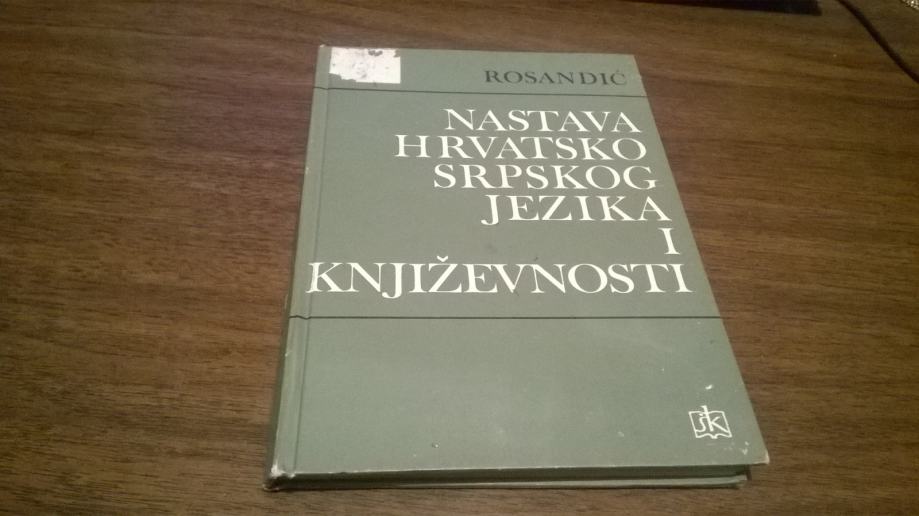 ROSANDIĆ
NASTAVA
HRVATSKO
SRPSKOG
JEZIKA
I
KNJIŽEVNOSTI
šk